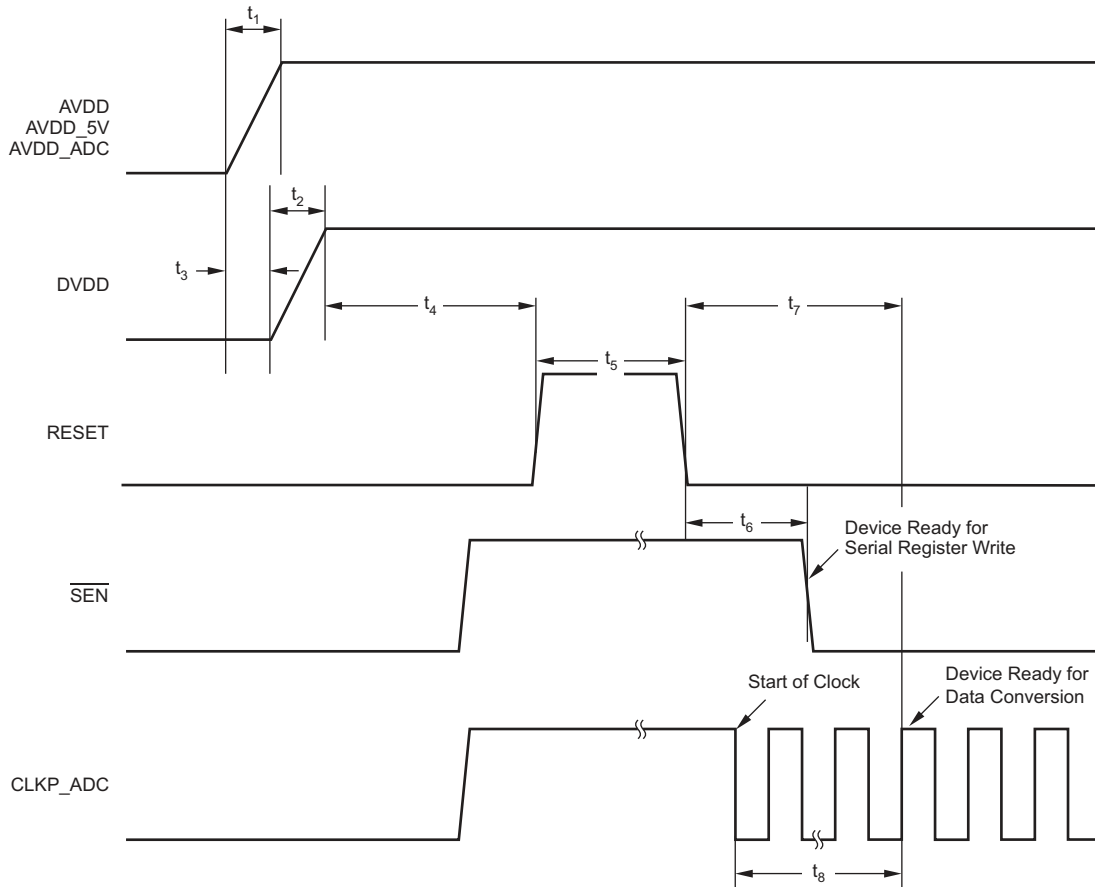 t1
AVDD
AVDD_5V
AVDD_ADC
t2
t3
DVDD
t4
t7
t5
RESET
t6
Device Ready for
Serial Register Write
SEN
Start of Clock
Device Ready for
Data Conversion
CLKP_ADC
t8